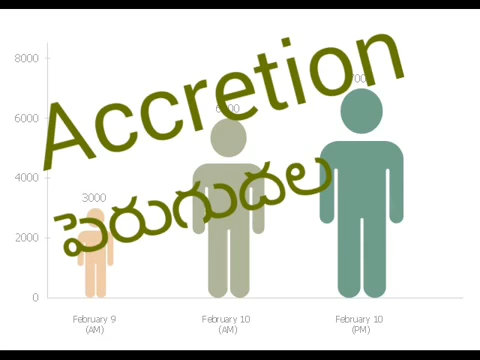 Accretion
పెరుగుదల
8000
6000
4000
3000
2000
0
February 9
(AM)
February 10
(AM)
February 10
(PM)